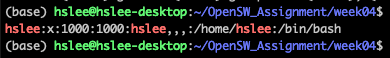 (base) hslee@hslee-desktop:~/OpenSW_Assignment/week04$
hslee:x:1000:1000:hslee,,,:/home/hslee:/bin/bash
(base) hslee@hslee-desktop:~/OpenSW_Assignment/week04$